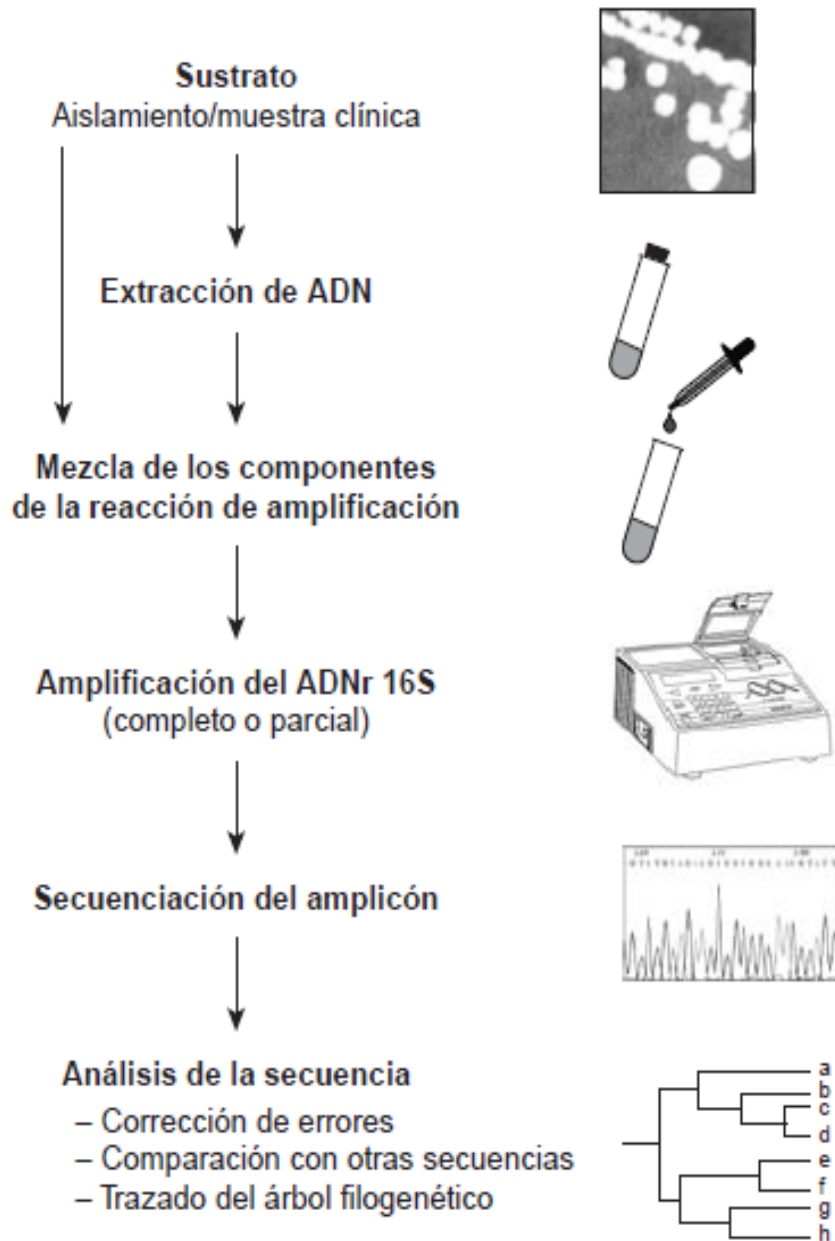 Sustrato
Aislamiento/muestra clínica
Extracción de ADN
Mezcla de los componentes
de la reacción de amplificación
Amplificación del ADNr 16S
(completo o parcial)
Secuenciación del amplicón
Análisis de la secuencia
– Corrección de errores
– Comparación con otras secuencias
– Trazado del árbol filogenético
a
b
c
d
e
f
g
h